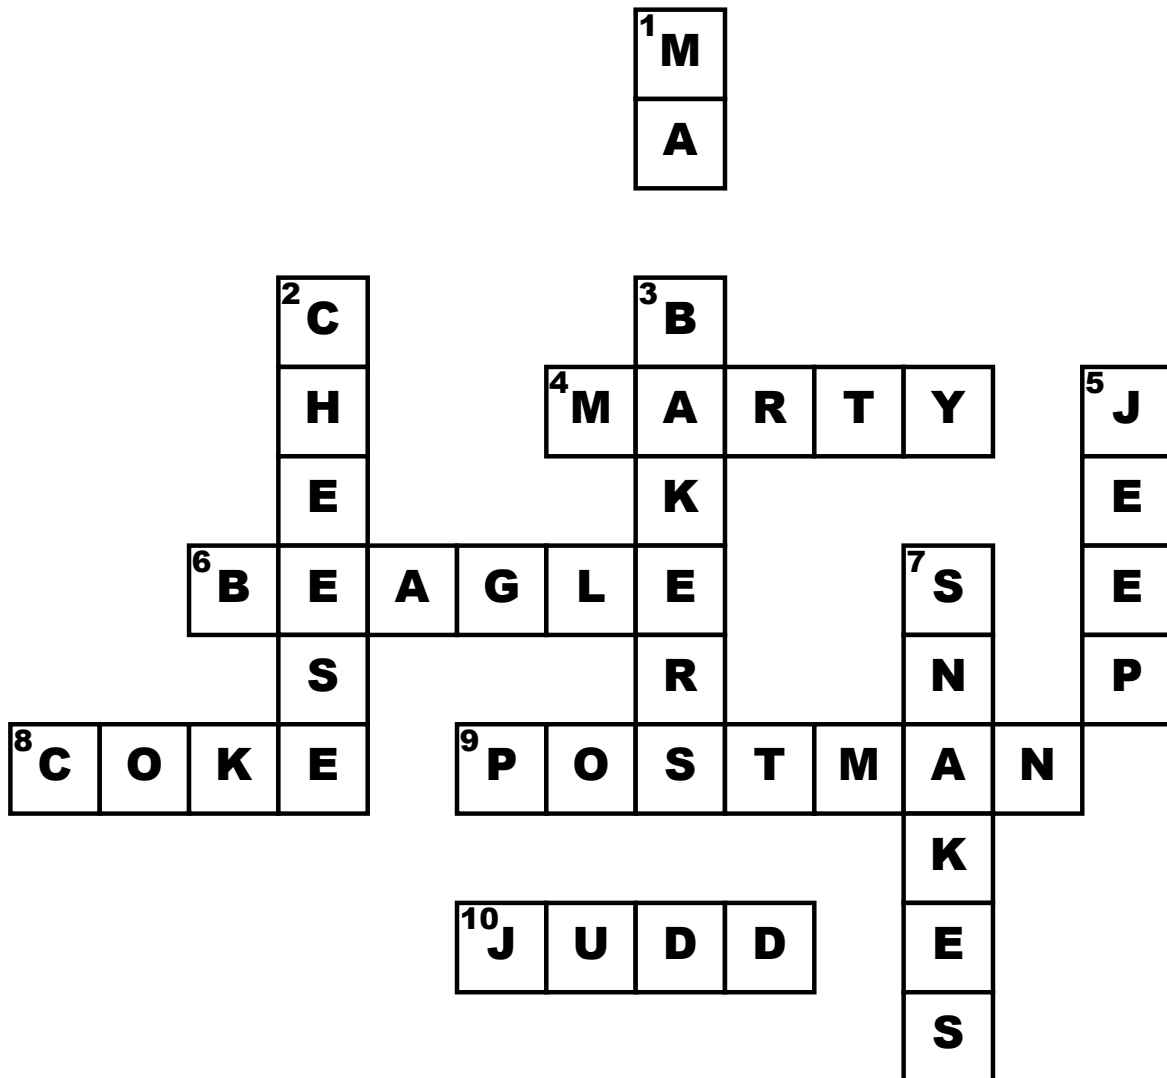 1 M
A
2 C 3 B
H 4 M A R T Y 5 J
E K E
6 B E A G L E 7 S E
S R N P
8 C O K E 9 P O S T M A N
K
10 J U D D E
S